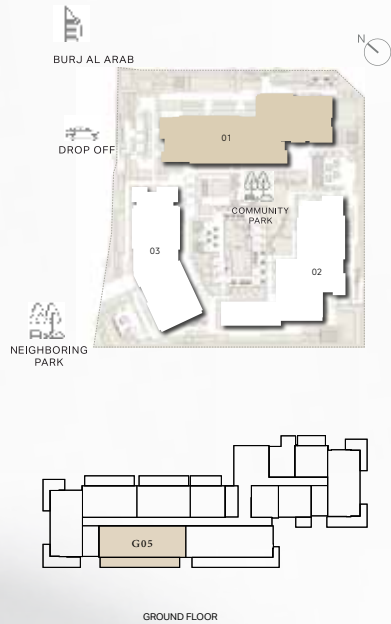 N
BURJ AL ARAB
DROP OFF
01
COMMUNITY
PARK
03
02
NEIGHBORING
PARK
G05
GROUND FLOOR